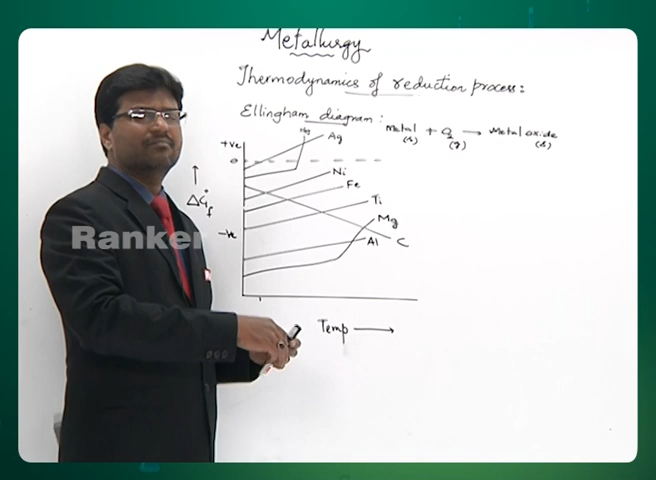 Metallurgy
Thermodynamics of reduction process:
Ellingham diagram:
Metal + O2 → Metal oxide
(s) (g) (s)
+ve
0
Hg
Ag
Ni
Fe
↑
ΔG°f
Ti
Mg
-ve
Al
C
Ranker
Temp →